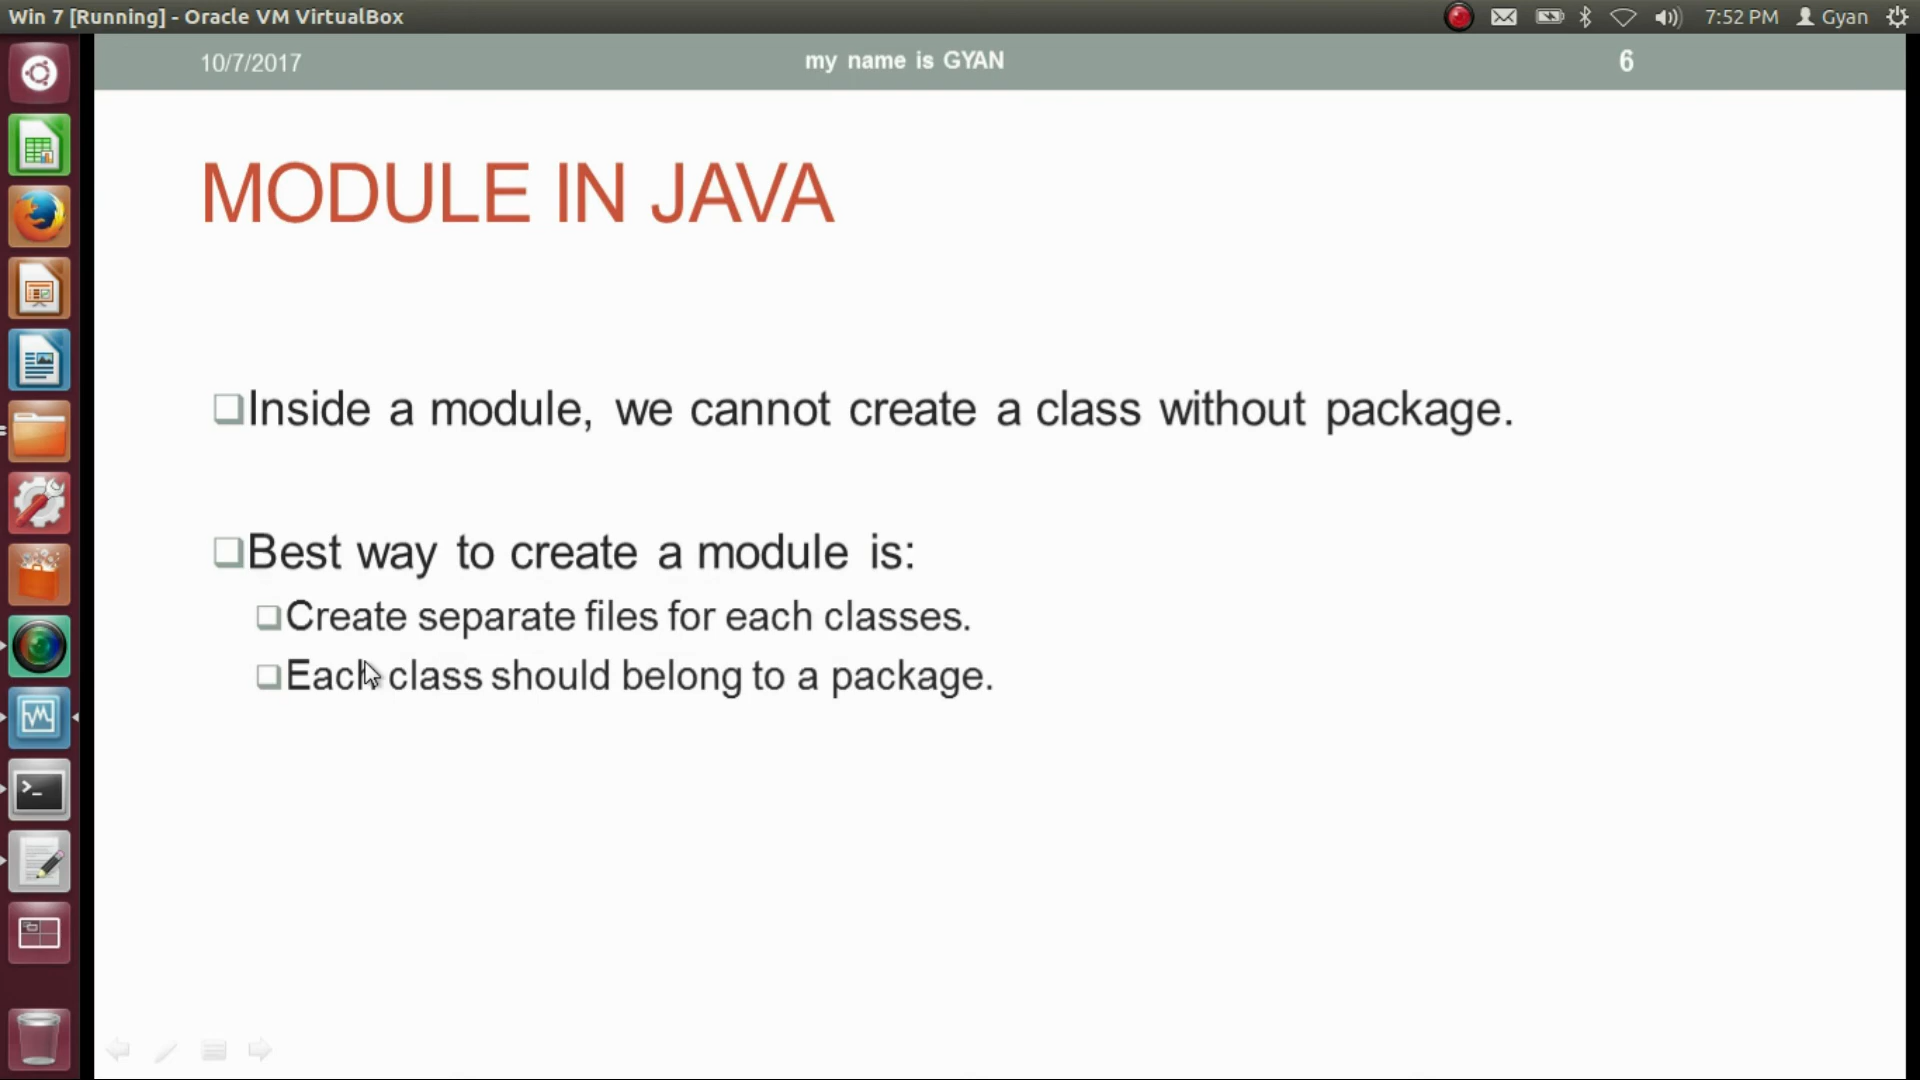 Win 7 [Running] - Oracle VM VirtualBox
7:52 PM Gyan
10/7/2017
my name is GYAN
6
MODULE IN JAVA
Inside a module, we cannot create a class without package.
Best way to create a module is:
Create separate files for each classes.
Each class should belong to a package.